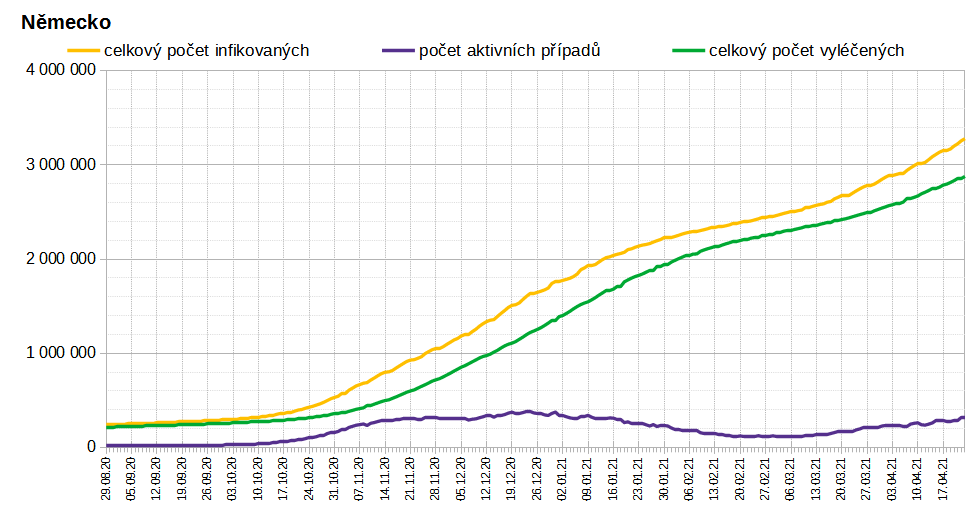 Německo
celkový počet infikovaných počet aktivních případů celkový počet vyléčených
4 000 000
3 000 000
2 000 000
1 000 000
0
29.08.20 05.09.20 12.09.20 19.09.20 26.09.20 03.10.20 10.10.20 17.10.20 24.10.20 31.10.20 07.11.20 14.11.20 21.11.20 28.11.20 05.12.20 12.12.20 19.12.20 26.12.20 02.01.21 09.01.21 16.01.21 23.01.21 30.01.21 06.02.21 13.02.21 20.02.21 27.02.21 06.03.21 13.03.21 20.03.21 27.03.21 03.04.21 10.04.21 17.04.21